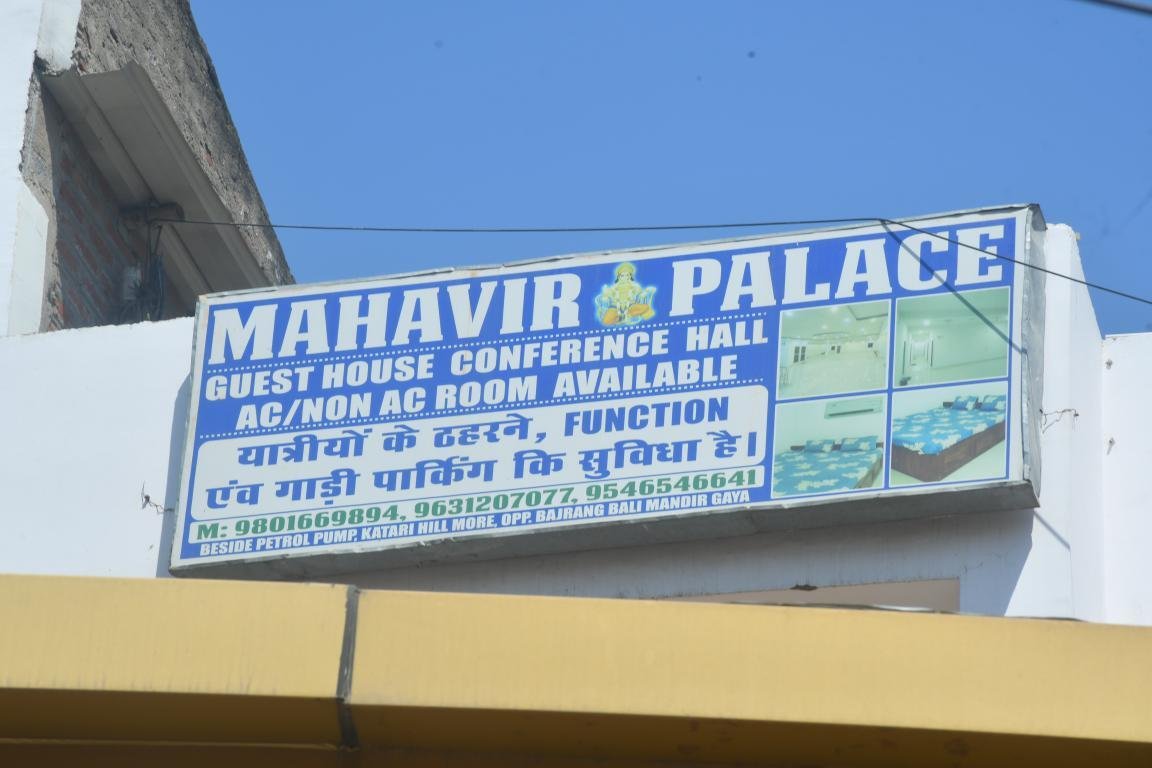 MAHAVIR PALACE
GUEST HOUSE CONFERENCE HALL
AC/NON AC ROOM AVAILABLE
यात्रीयों के ठहरने, FUNCTION
एंव गाड़ी पार्किंग कि सुविधा है।
M: 9801669894, 9631207077, 9546546641
BESIDE PETROL PUMP, KATARI HILL MORE, OPP. BAJRANG BALI MANDIR GAYA